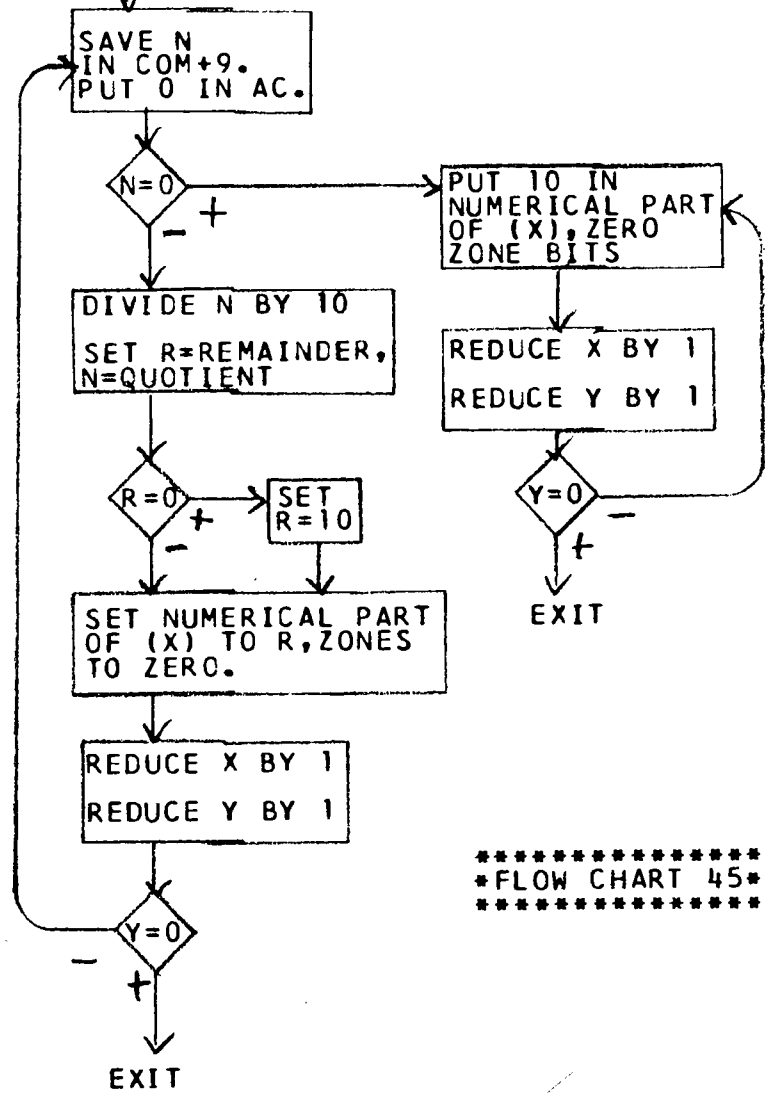 SAVE N
IN COM+9.
PUT 0 IN AC.
N=0
+
-
PUT 10 IN
NUMERICAL PART
OF (X), ZERO
ZONE BITS
DIVIDE N BY 10
SET R=REMAINDER,
N=QUOTIENT
REDUCE X BY 1
REDUCE Y BY 1
R=0
+
-
SET
R=10
Y=0
-
+
EXIT
SET NUMERICAL PART
OF (X) TO R, ZONES
TO ZERO.
REDUCE X BY 1
REDUCE Y BY 1
Y=0
-
+
EXIT
***************
*FLOW CHART 45*
***************